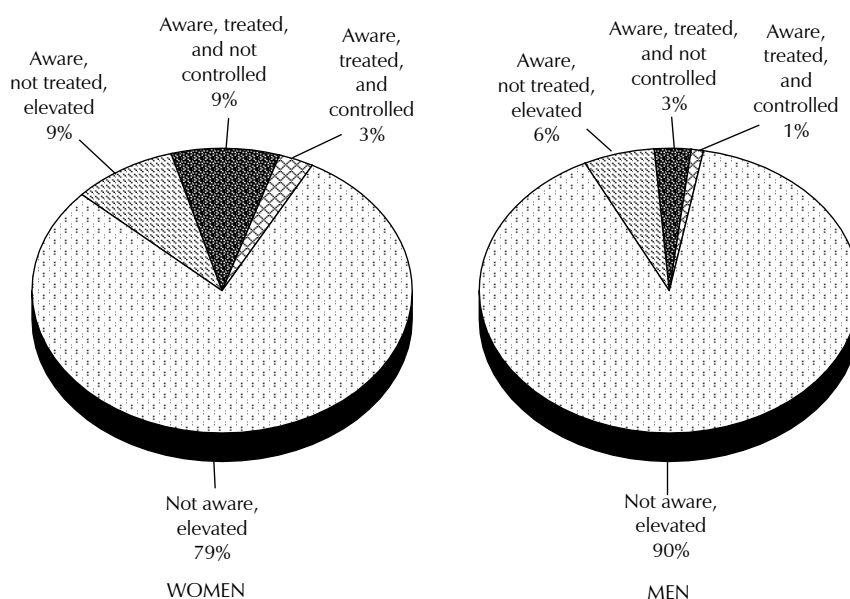 Aware,
not treated,
elevated
9%
Aware, treated,
and not
controlled
9%
Aware,
treated,
and
controlled
3%
Not aware,
elevated
79%
WOMEN
Aware,
not treated,
elevated
6%
Aware, treated,
and not
controlled
3%
Aware,
treated,
and
controlled
1%
Not aware,
elevated
90%
MEN